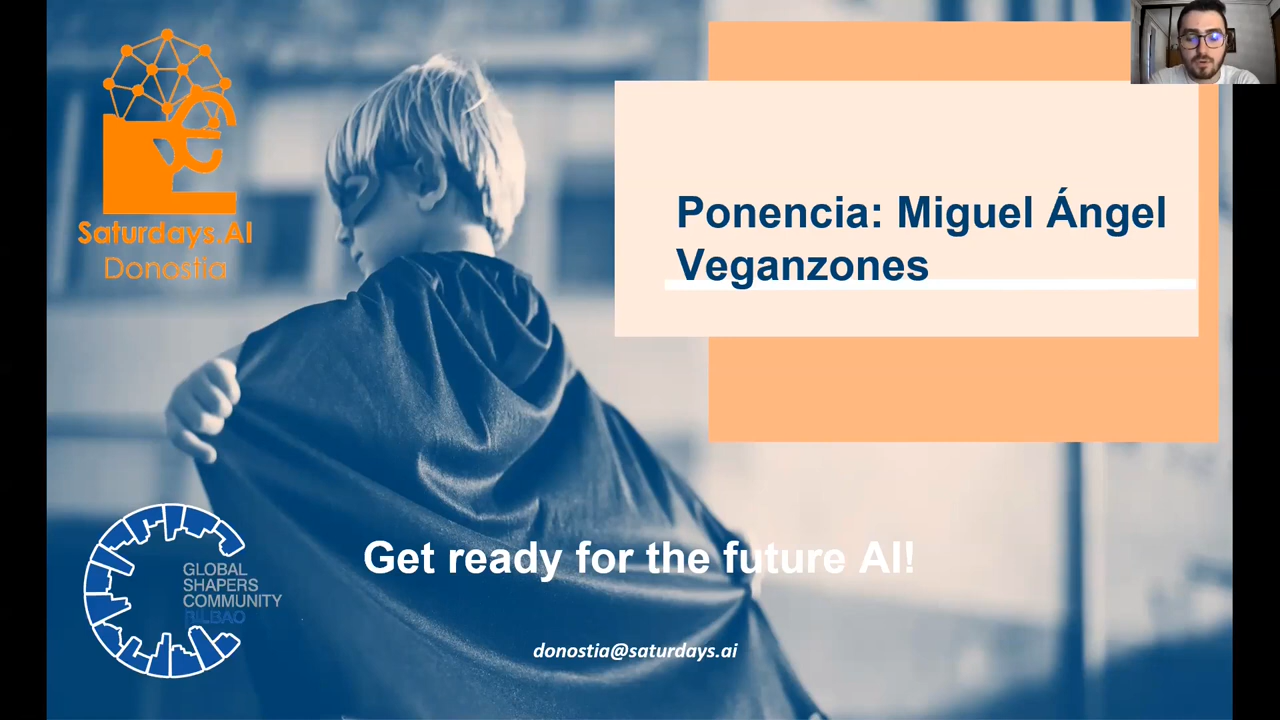 Saturdays.AI
Donostia
Ponencia: Miguel Ángel
Veganzones
GLOBAL
SHAPERS
COMMUNITY
BILBAO
Get ready for the future AI!
donostia@saturdays.ai